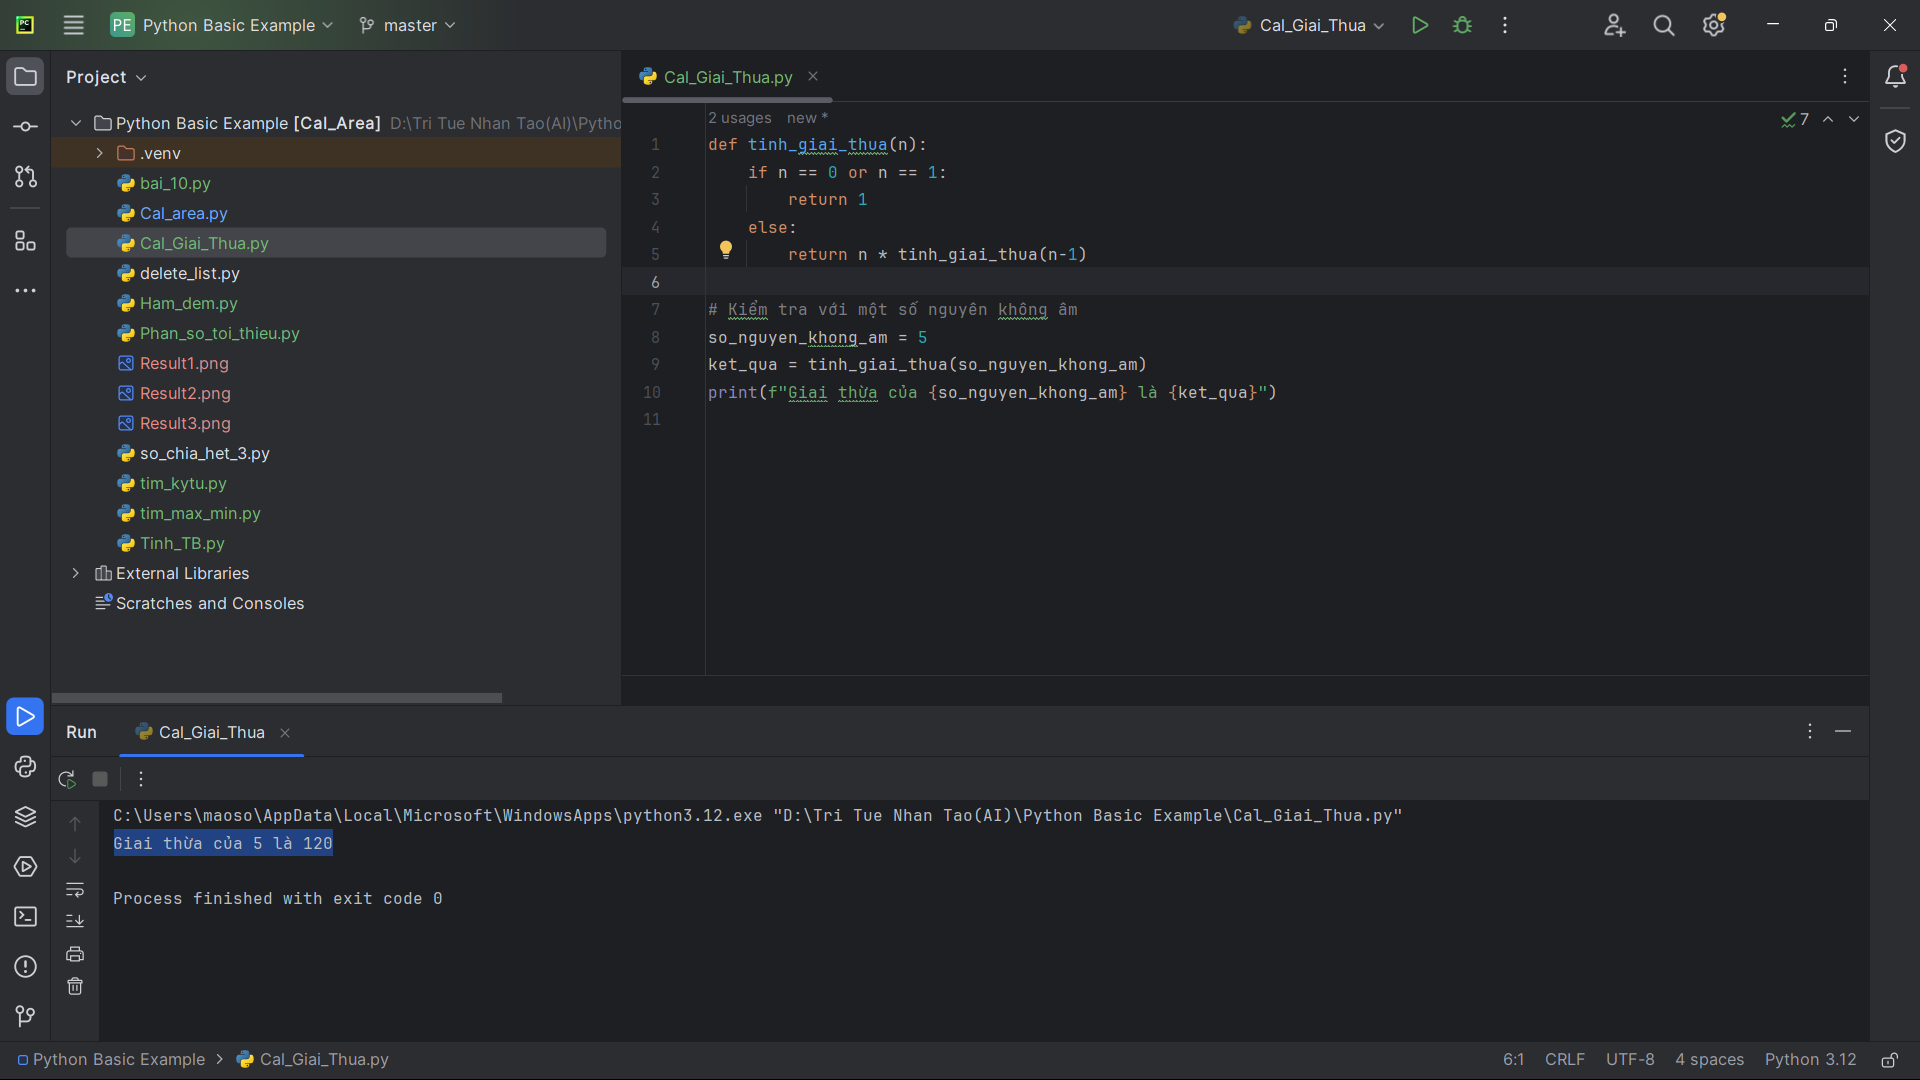 PC
PE Python Basic Example master Cal_Giai_Thua
Project
Python Basic Example [Cal_Area] D:\Tri Tue Nhan Tao(AI)\Pytho
.venv
bai_10.py
Cal_area.py
Cal_Giai_Thua.py
delete_list.py
Ham_dem.py
Phan_so_toi_thieu.py
Result1.png
Result2.png
Result3.png
so_chia_het_3.py
tim_kytu.py
tim_max_min.py
Tinh_TB.py
External Libraries
Scratches and Consoles
Cal_Giai_Thua.py
2 usages new *
7
1 def tinh_giai_thua(n):
2 if n == 0 or n == 1:
3 return 1
4 else:
5 return n * tinh_giai_thua(n-1)
6
7 # Kiểm tra với một số nguyên không âm
8 so_nguyen_khong_am = 5
9 ket_qua = tinh_giai_thua(so_nguyen_khong_am)
10 print(f"Giai thừa của {so_nguyen_khong_am} là {ket_qua}")
11
Run Cal_Giai_Thua
C:\Users\maoso\AppData\Local\Microsoft\WindowsApps\python3.12.exe "D:\Tri Tue Nhan Tao(AI)\Python Basic Example\Cal_Giai_Thua.py"
Giai thừa của 5 là 120
Process finished with exit code 0
Python Basic Example Cal_Giai_Thua.py 6:1 CRLF UTF-8 4 spaces Python 3.12